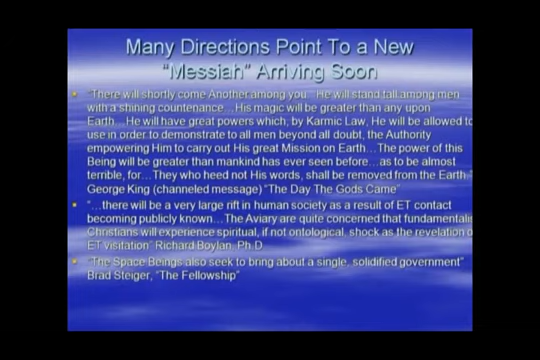 Many Directions Point To a New
"Messiah" Arriving Soon
"There will shortly come Another among you. He will stand tall among men
with a shining countenance…His magic will be greater than any upon
Earth…He will have great powers which, by Karmic Law, He will be allowed to
use in order to demonstrate to all men beyond all doubt, the Authority
empowering Him to carry out His great Mission on Earth…The power of this
Being will be greater than mankind has ever seen before…as to be almost
terrible, for…They who heed not His words, shall be removed from the Earth."
George King (channeled message) "The Day The Gods Came"
"…there will be a very large rift in human society as a result of ET contact
becoming publicly known…The Aviary are quite concerned that fundamentali
Christians will experience spiritual, if not ontological, shock as the revelation o
ET visitation" Richard Boylan, Ph.D
"The Space Beings also seek to bring about a single, solidified government"
Brad Steiger, "The Fellowship"